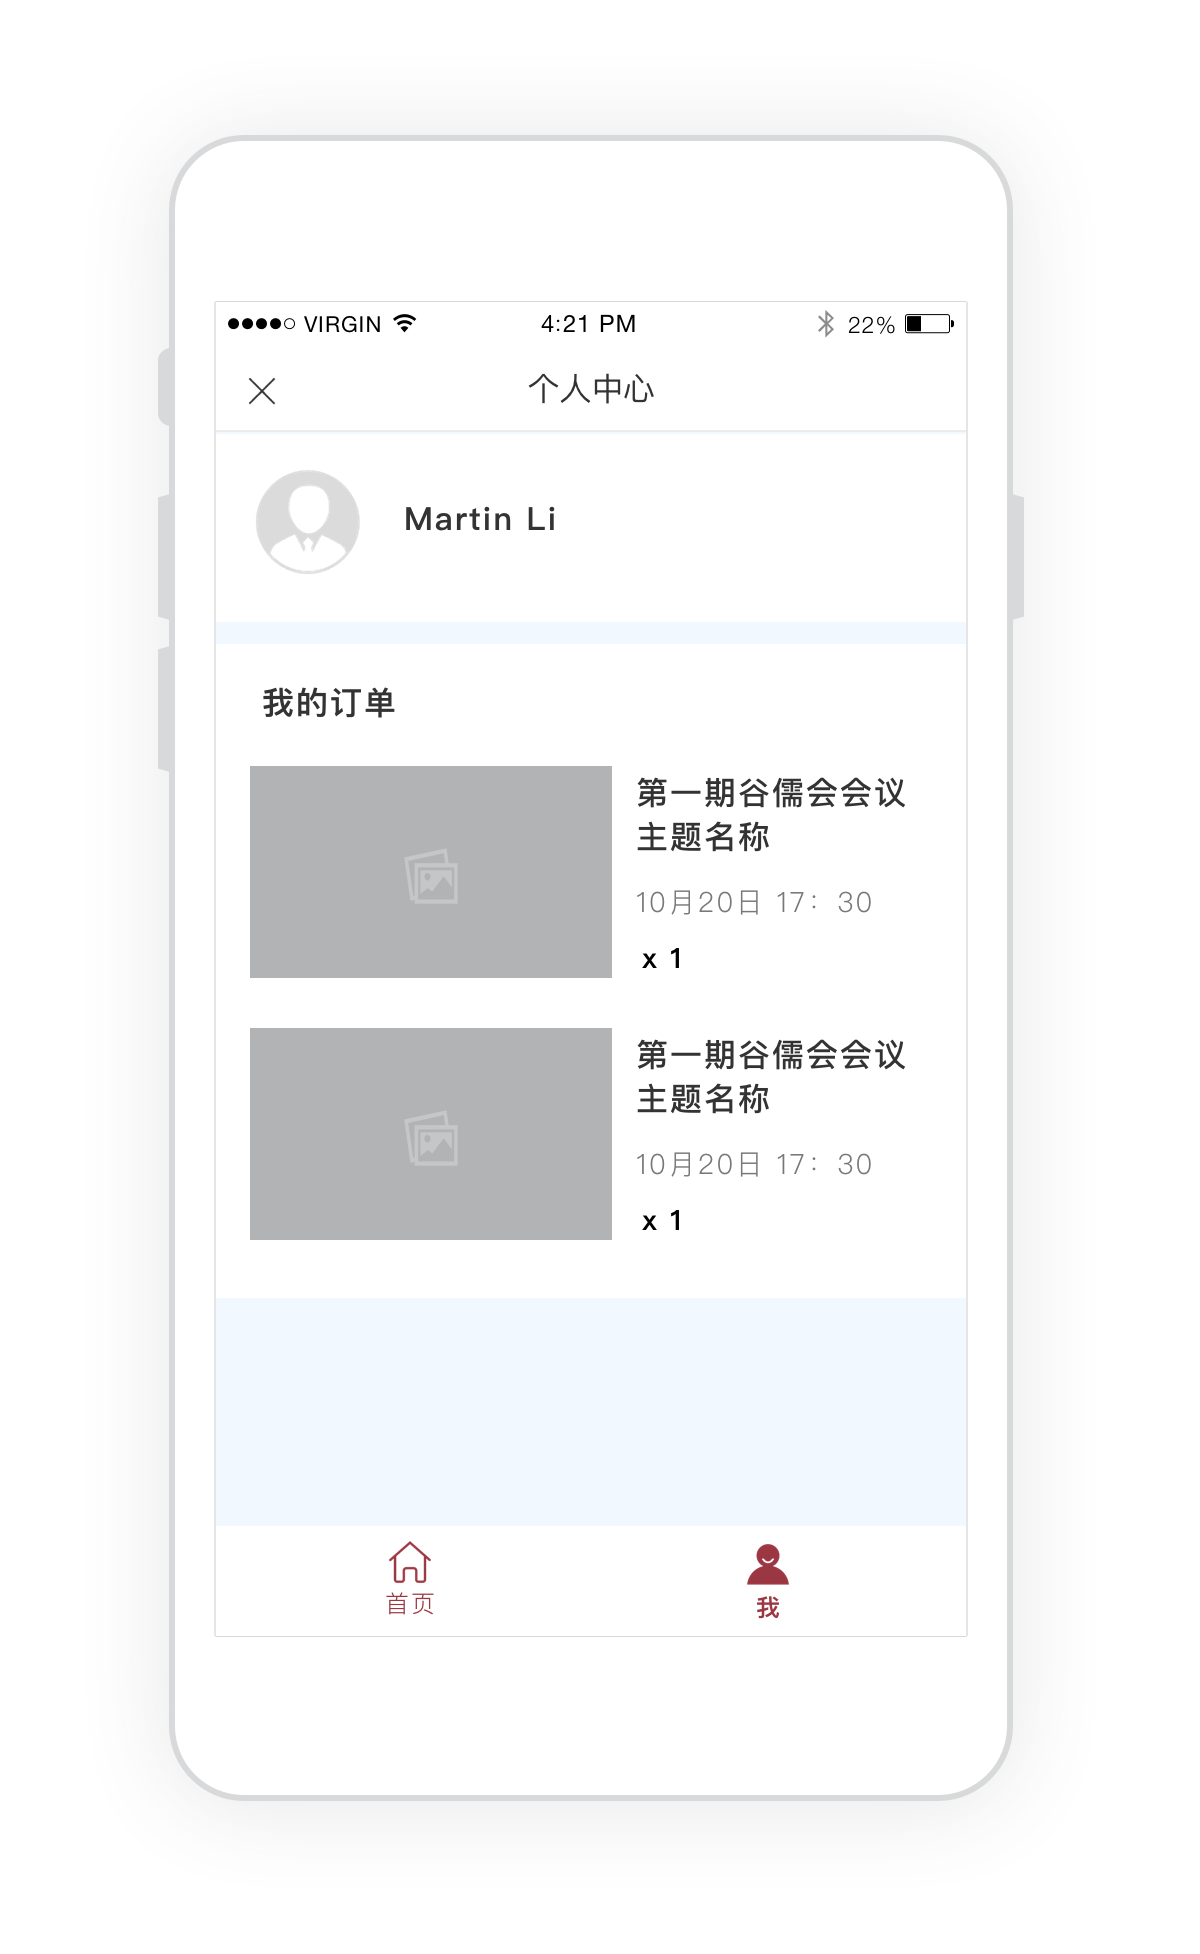 VIRGIN 4:21 PM 22%
个人中心
Martin Li
我的订单
第一期谷儒会会议
主题名称
10月20日 17：30
x 1
第一期谷儒会会议
主题名称
10月20日 17：30
x 1
首页 我